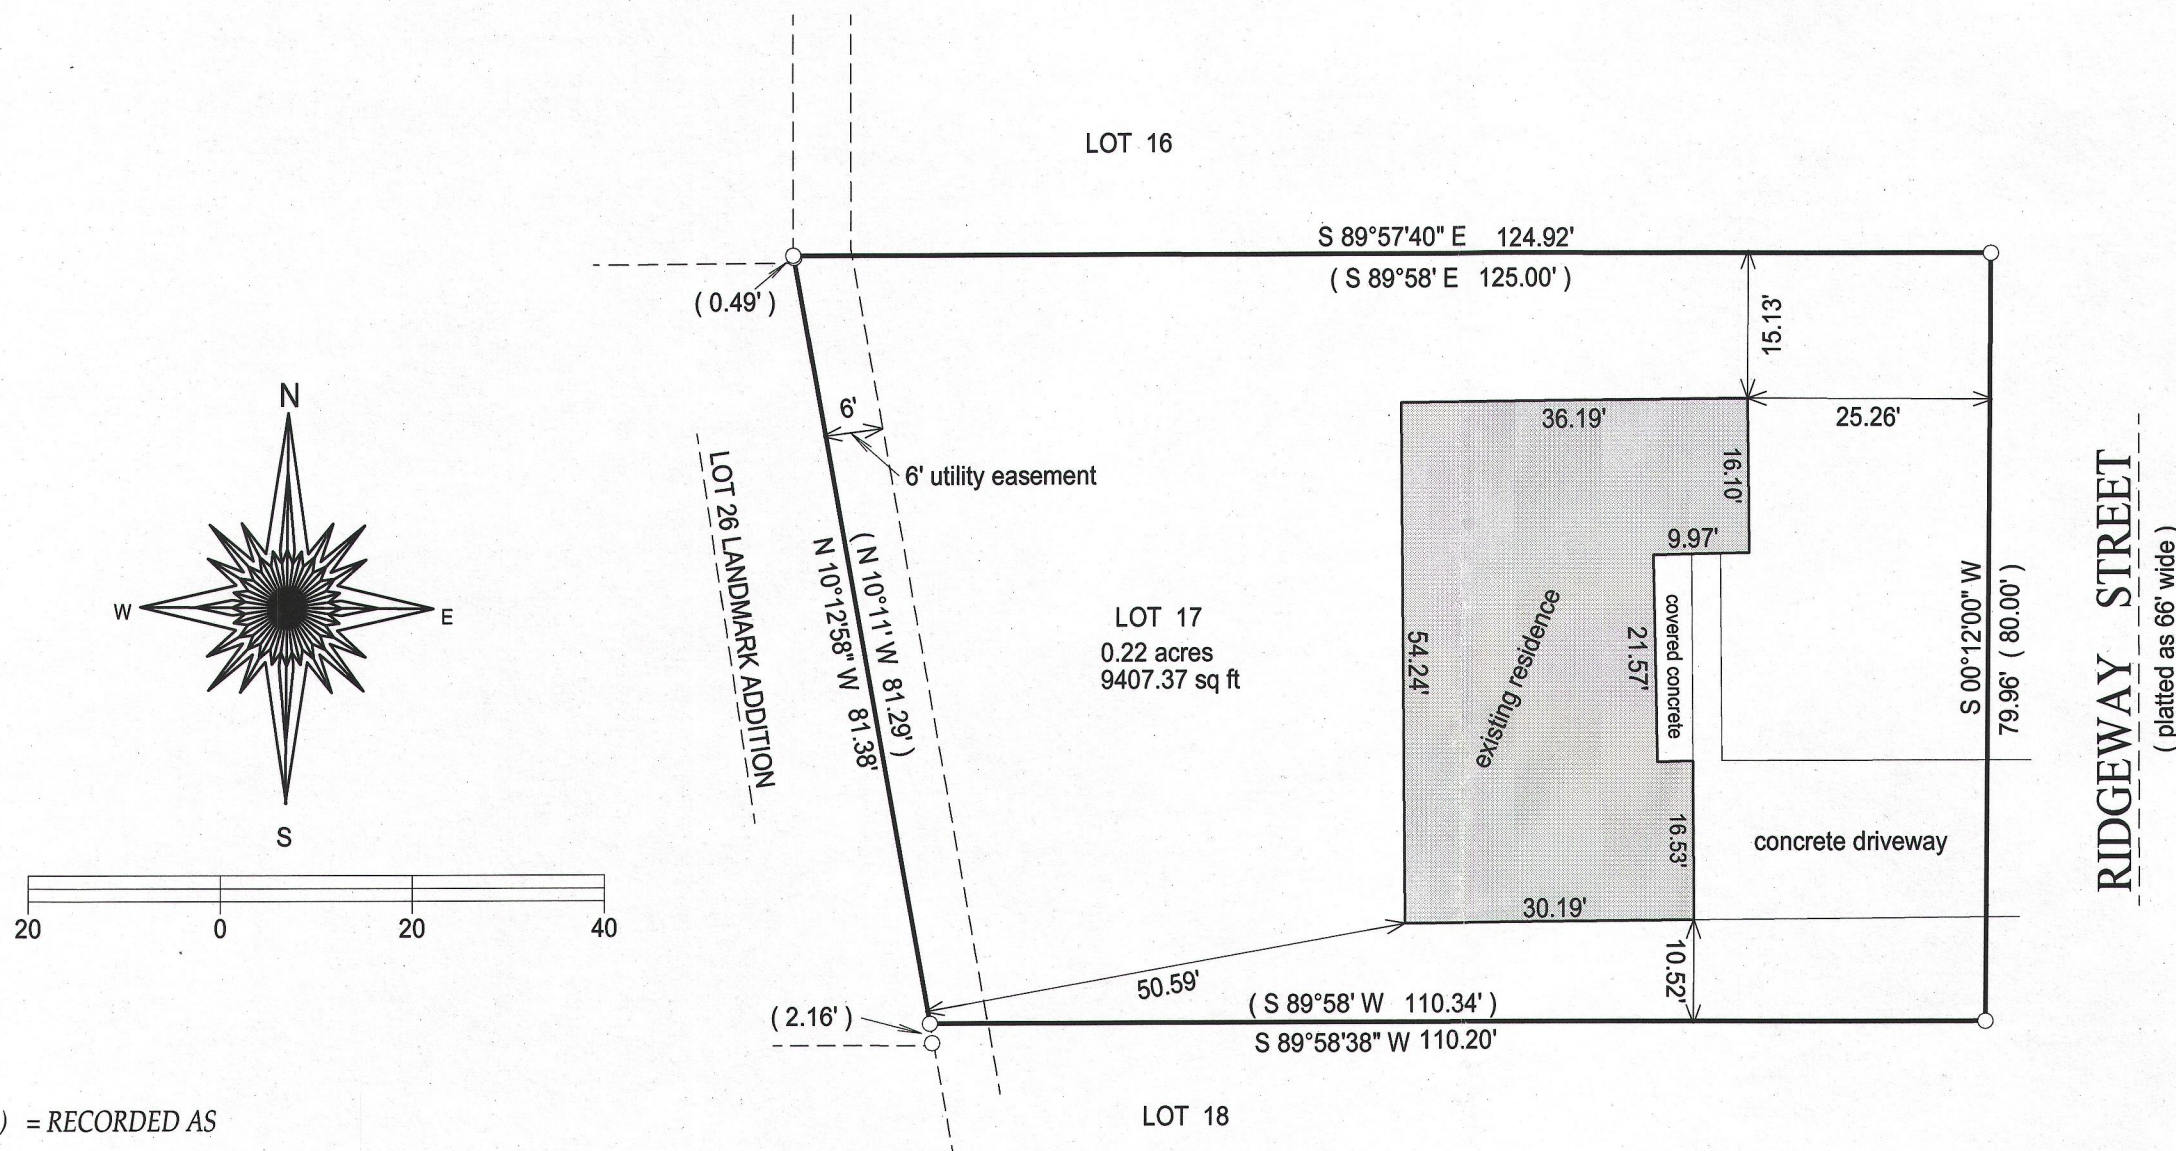 LOT 16
S 89°57'40" E 124.92'
( S 89°58' E 125.00' )
( 0.49' )
15.13'
N
W
E
S
6'
6' utility easement
36.19'
25.26'
16.10'
9.97'
LOT 26 LANDMARK ADDITION
( N 10°11' W 81.29' )
N 10°12'58" W 81.38'
LOT 17
0.22 acres
9407.37 sq ft
54.24'
existing residence
21.57'
covered concrete
S 00°12'00" W
79.96' ( 80.00' )
RIDGEWAY STREET
( platted as 66' wide )
16.53'
concrete driveway
30.19'
20 0 20 40
50.59'
10.52'
( 2.16' )
( S 89°58' W 110.34' )
S 89°58'38" W 110.20'
LOT 18
) = RECORDED AS